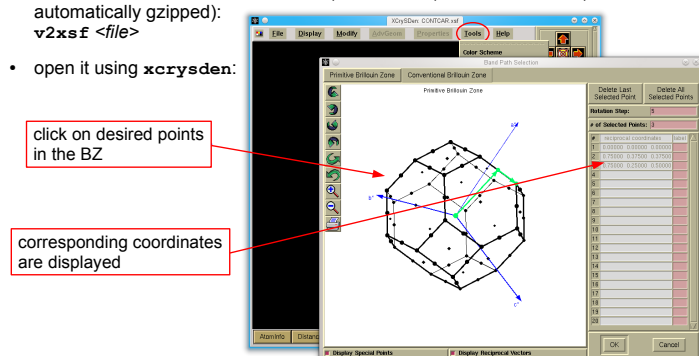 automatically gzipped):
v2xsf <file>
• open it using xcrysden:
click on desired points
in the BZ
corresponding coordinates
are displayed
XCrySDen: CONTCAR.xsf
File Display Modify AdvGeom Properties Tools Help
Color Scheme
Band Path Selection
Primitive Brillouin Zone Conventional Brillouin Zone
Primitive Brillouin Zone
Delete Last
Selected Point
Delete All
Selected Points
Rotation Step: 5
# of Selected Points: 3
# reciprocal coordinates label
1 0.00000 0.00000 0.00000
2 0.75000 0.37500 0.37500
0.75000 0.25000 0.50000
4
5
6
7
8
9
10
11
12
13
14
15
16
17
18
19
20
b*
c*
AtomInfo Distanc
Display Special Points
Display Reciprocal Vectors
OK Cancel